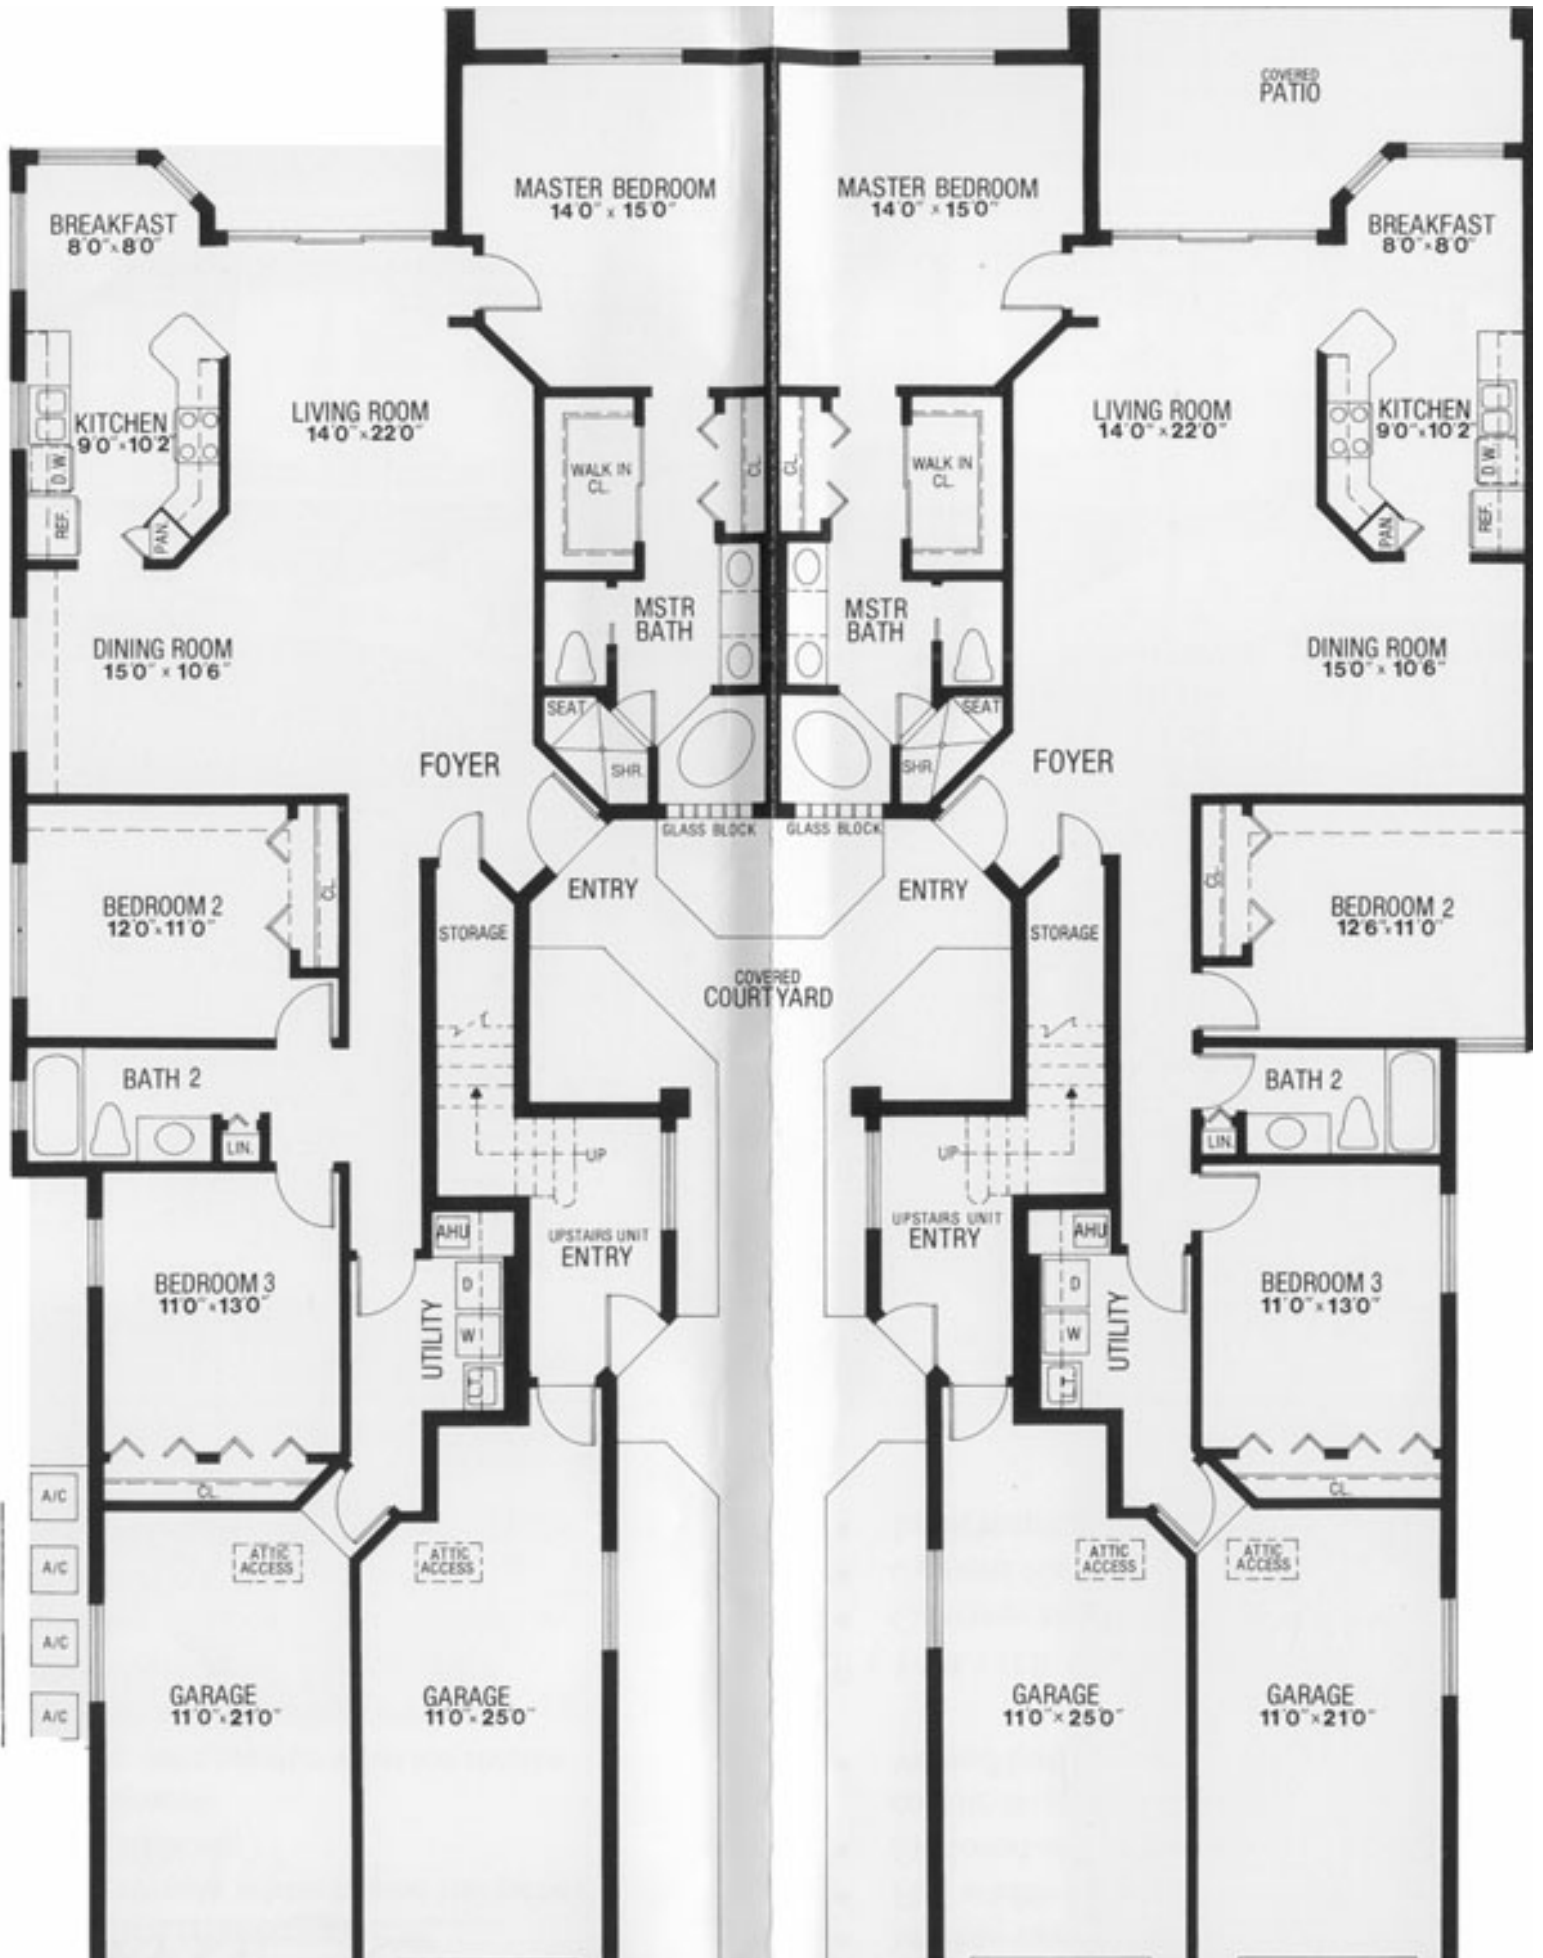 COVERED
PATIO
MASTER BEDROOM
14'0" x 15'0"
MASTER BEDROOM
14'0" x 15'0"
BREAKFAST
8'0" x 8'0"
BREAKFAST
8'0" x 8'0"
KITCHEN
9'0" x 10'2"
LIVING ROOM
14'0" x 22'0"
LIVING ROOM
14'0" x 22'0"
KITCHEN
9'0" x 10'2"
D.W.
REF.
PAN.
WALK IN
CL.
CL.
CL.
WALK IN
CL.
D.W.
REF.
PAN.
MSTR
BATH
MSTR
BATH
DINING ROOM
15'0" x 10'6"
DINING ROOM
15'0" x 10'6"
SEAT
SHR.
SEAT
SHR.
FOYER
FOYER
GLASS BLOCK
GLASS BLOCK
BEDROOM 2
12'0" x 11'0"
CL.
STORAGE
ENTRY
ENTRY
STORAGE
CL.
BEDROOM 2
12'6" x 11'0"
COVERED
COURTYARD
BATH 2
LIN.
BATH 2
LIN.
UP
UP
AHU
UPSTAIRS UNIT
ENTRY
UPSTAIRS UNIT
ENTRY
AHU
BEDROOM 3
11'0" x 13'0"
UTILITY
D
W
L.T.
D
W
L.T.
UTILITY
BEDROOM 3
11'0" x 13'0"
CL.
CL.
A/C
A/C
A/C
A/C
ATTIC
ACCESS
ATTIC
ACCESS
ATTIC
ACCESS
ATTIC
ACCESS
GARAGE
11'0" x 21'0"
GARAGE
11'0" x 25'0"
GARAGE
11'0" x 25'0"
GARAGE
11'0" x 21'0"